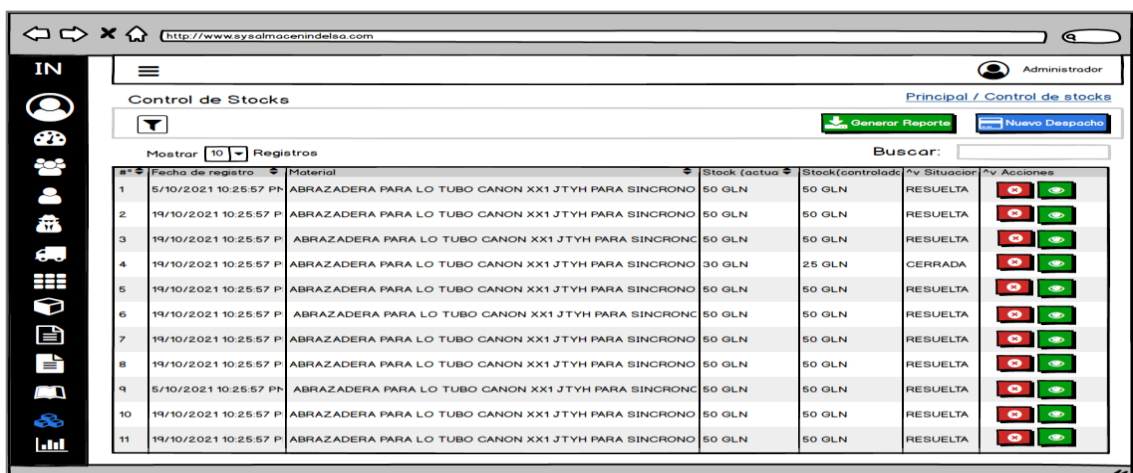 http://www.sysalmacenindelsa.com
IN
Administrador
Control de Stocks
Principal / Control de stocks
Generar Reporte
Nuevo Despacho
Mostrar 10 Registros
Buscar:
#° Fecha de registro Material Stock (actua Stock(controlado ^v Situacion ^v Acciones
1 5/10/2021 10:25:57 PM ABRAZADERA PARA LO TUBO CANON XX1 JTYH PARA SINCRONO 50 GLN 50 GLN RESUELTA
2 19/10/2021 10:25:57 P ABRAZADERA PARA LO TUBO CANON XX1 JTYH PARA SINCRONO 50 GLN 50 GLN RESUELTA
3 19/10/2021 10:25:57 P ABRAZADERA PARA LO TUBO CANON XX1 JTYH PARA SINCRONO 50 GLN 50 GLN RESUELTA
4 19/10/2021 10:25:57 P ABRAZADERA PARA LO TUBO CANON XX1 JTYH PARA SINCRONO 30 GLN 25 GLN CERRADA
5 19/10/2021 10:25:57 P ABRAZADERA PARA LO TUBO CANON XX1 JTYH PARA SINCRONO 50 GLN 50 GLN RESUELTA
6 19/10/2021 10:25:57 P ABRAZADERA PARA LO TUBO CANON XX1 JTYH PARA SINCRONO 50 GLN 50 GLN RESUELTA
7 19/10/2021 10:25:57 P ABRAZADERA PARA LO TUBO CANON XX1 JTYH PARA SINCRONO 50 GLN 50 GLN RESUELTA
8 19/10/2021 10:25:57 P ABRAZADERA PARA LO TUBO CANON XX1 JTYH PARA SINCRONO 50 GLN 50 GLN RESUELTA
9 5/10/2021 10:25:57 PM ABRAZADERA PARA LO TUBO CANON XX1 JTYH PARA SINCRONO 50 GLN 50 GLN RESUELTA
10 19/10/2021 10:25:57 P ABRAZADERA PARA LO TUBO CANON XX1 JTYH PARA SINCRONO 50 GLN 50 GLN RESUELTA
11 19/10/2021 10:25:57 P ABRAZADERA PARA LO TUBO CANON XX1 JTYH PARA SINCRONO 50 GLN 50 GLN RESUELTA